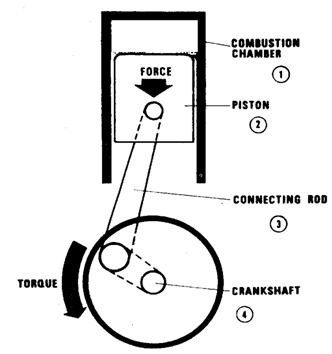 COMBUSTION
CHAMBER
1
FORCE
PISTON
2
CONNECTING ROD
3
TORQUE
CRANKSHAFT
4